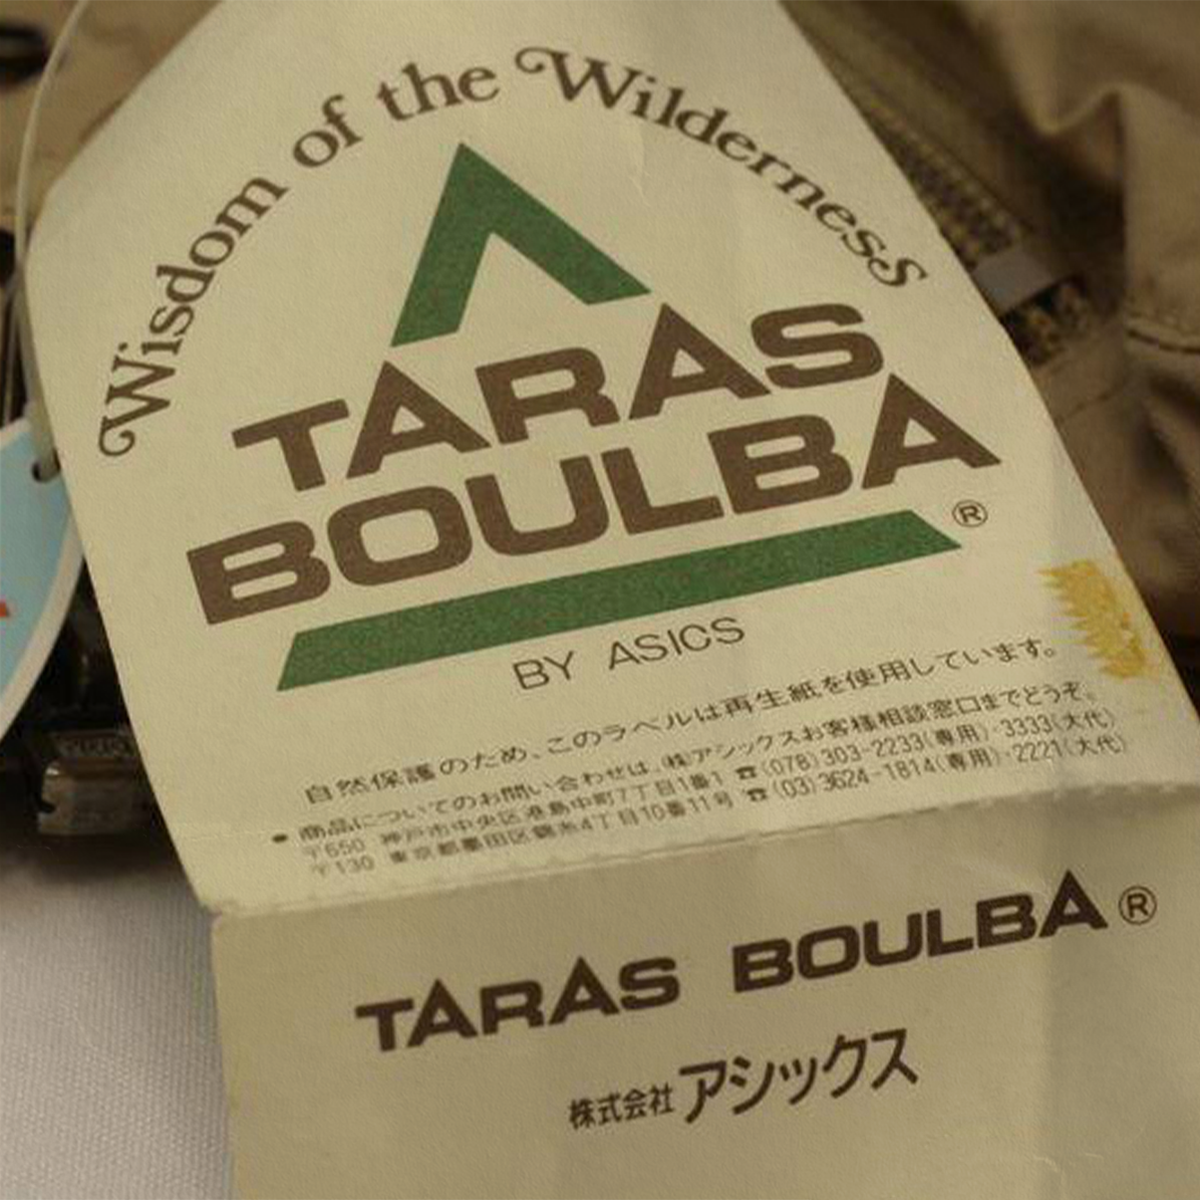 Wisdom of the Wilderness
TARAS
BOULBA®
BY ASICS
自然保護のため、このラベルは再生紙を使用しています。
● 商品についてのお問い合わせは、㈱アシックスお客様相談窓口までどうぞ。
〒650 神戸市中央区港島中町7丁目1番1 ☎(078)303-2233(専用)・3333(大代)
〒130 東京都墨田区錦糸4丁目10番11号 ☎(03)3624-1814(専用)・2221(大代)
TARAS BOULBA®
株式会社アシックス